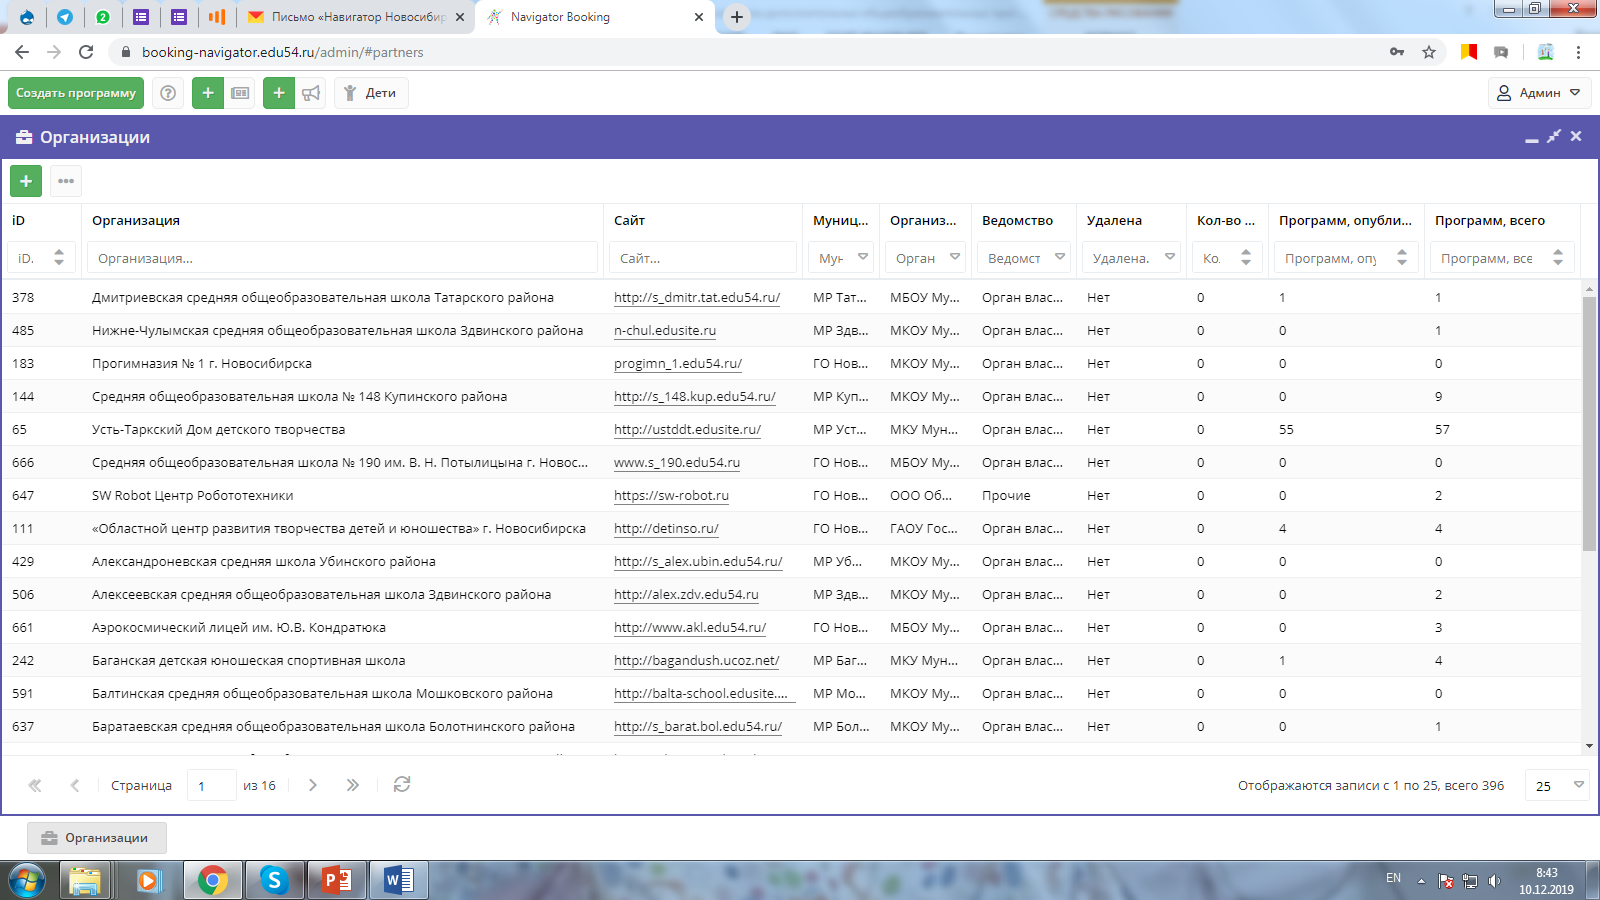 Письмо «Навигатор Новосибир
Navigator Booking
booking-navigator.edu54.ru/admin/#partners
Создать программу
Дети
Админ
Организации
iD Организация Сайт Муниц... Организ... Ведомство Удалена Кол-во ... Программ, опубли... Программ, всего
iD. Организация... Сайт... Мун Орган Ведомст Удалена. Ко. Программ, опу Программ, все
378 Дмитриевская средняя общеобразовательная школа Татарского района http://s_dmitr.tat.edu54.ru/ МР Тат... МБОУ Му... Орган влас... Нет 0 1 1
485 Нижне-Чулымская средняя общеобразовательная школа Здвинского района n-chul.edusite.ru МР Здв... МКОУ Му... Орган влас... Нет 0 0 1
183 Прогимназия № 1 г. Новосибирска progimn_1.edu54.ru/ ГО Нов... МКОУ Му... Орган влас... Нет 0 0 0
144 Средняя общеобразовательная школа № 148 Купинского района http://s_148.kup.edu54.ru/ МР Куп... МКОУ Му... Орган влас... Нет 0 0 9
65 Усть-Таркский Дом детского творчества http://ustddt.edusite.ru/ МР Уст... МКУ Мун... Орган влас... Нет 0 55 57
666 Средняя общеобразовательная школа № 190 им. В. Н. Потылицына г. Новос... www.s_190.edu54.ru ГО Нов... МБОУ Му... Орган влас... Нет 0 0 0
647 SW Robot Центр Робототехники https://sw-robot.ru ГО Нов... ООО Об... Прочие Нет 0 0 2
111 «Областной центр развития творчества детей и юношества» г. Новосибирска http://detinso.ru/ ГО Нов... ГАОУ Гос... Орган влас... Нет 0 4 4
429 Александроневская средняя школа Убинского района http://s_alex.ubin.edu54.ru/ МР Уб... МКОУ Му... Орган влас... Нет 0 0 0
506 Алексеевская средняя общеобразовательная школа Здвинского района http://alex.zdv.edu54.ru МР Здв... МКОУ Му... Орган влас... Нет 0 0 2
661 Аэрокосмический лицей им. Ю.В. Кондратюка http://www.akl.edu54.ru/ ГО Нов... МБОУ Му... Орган влас... Нет 0 0 3
242 Баганская детская юношеская спортивная школа http://bagandush.ucoz.net/ МР Баг... МКУ Мун... Орган влас... Нет 0 1 4
591 Балтинская средняя общеобразовательная школа Мошковского района http://balta-school.edusite.... МР Мо... МКОУ Му... Орган влас... Нет 0 0 0
637 Баратаевская средняя общеобразовательная школа Болотнинского района http://s_barat.bol.edu54.ru/ МР Бол... МКОУ Му... Орган влас... Нет 0 0 1
Страница 1 из 16
Отображаются записи с 1 по 25, всего 396 25
Организации
EN
8:43
10.12.2019